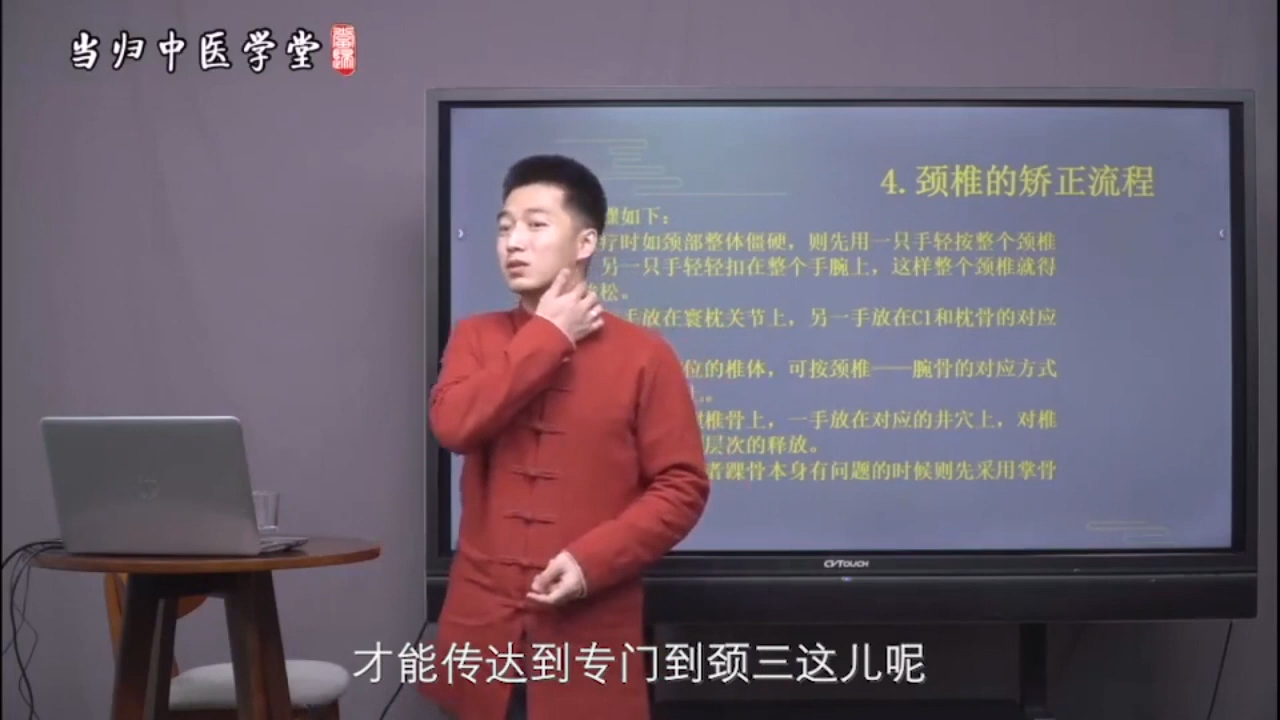 当归中医学堂
当归
4.颈椎的矫正流程
骤如下：
疗时如颈部整体僵硬，则先用一只手轻按整个颈椎
另一只手轻轻扣在整个手腕上，这样整个颈椎就得
松。
手放在寰枕关节上，另一手放在C1和枕骨的对应
位的椎体，可按颈椎——腕骨的对应方式
椎骨上，一手放在对应的井穴上，对椎
层次的释放。
者踝骨本身有问题的时候则先采用掌骨
CVTOUCH
才能传达到专门到颈三这儿呢